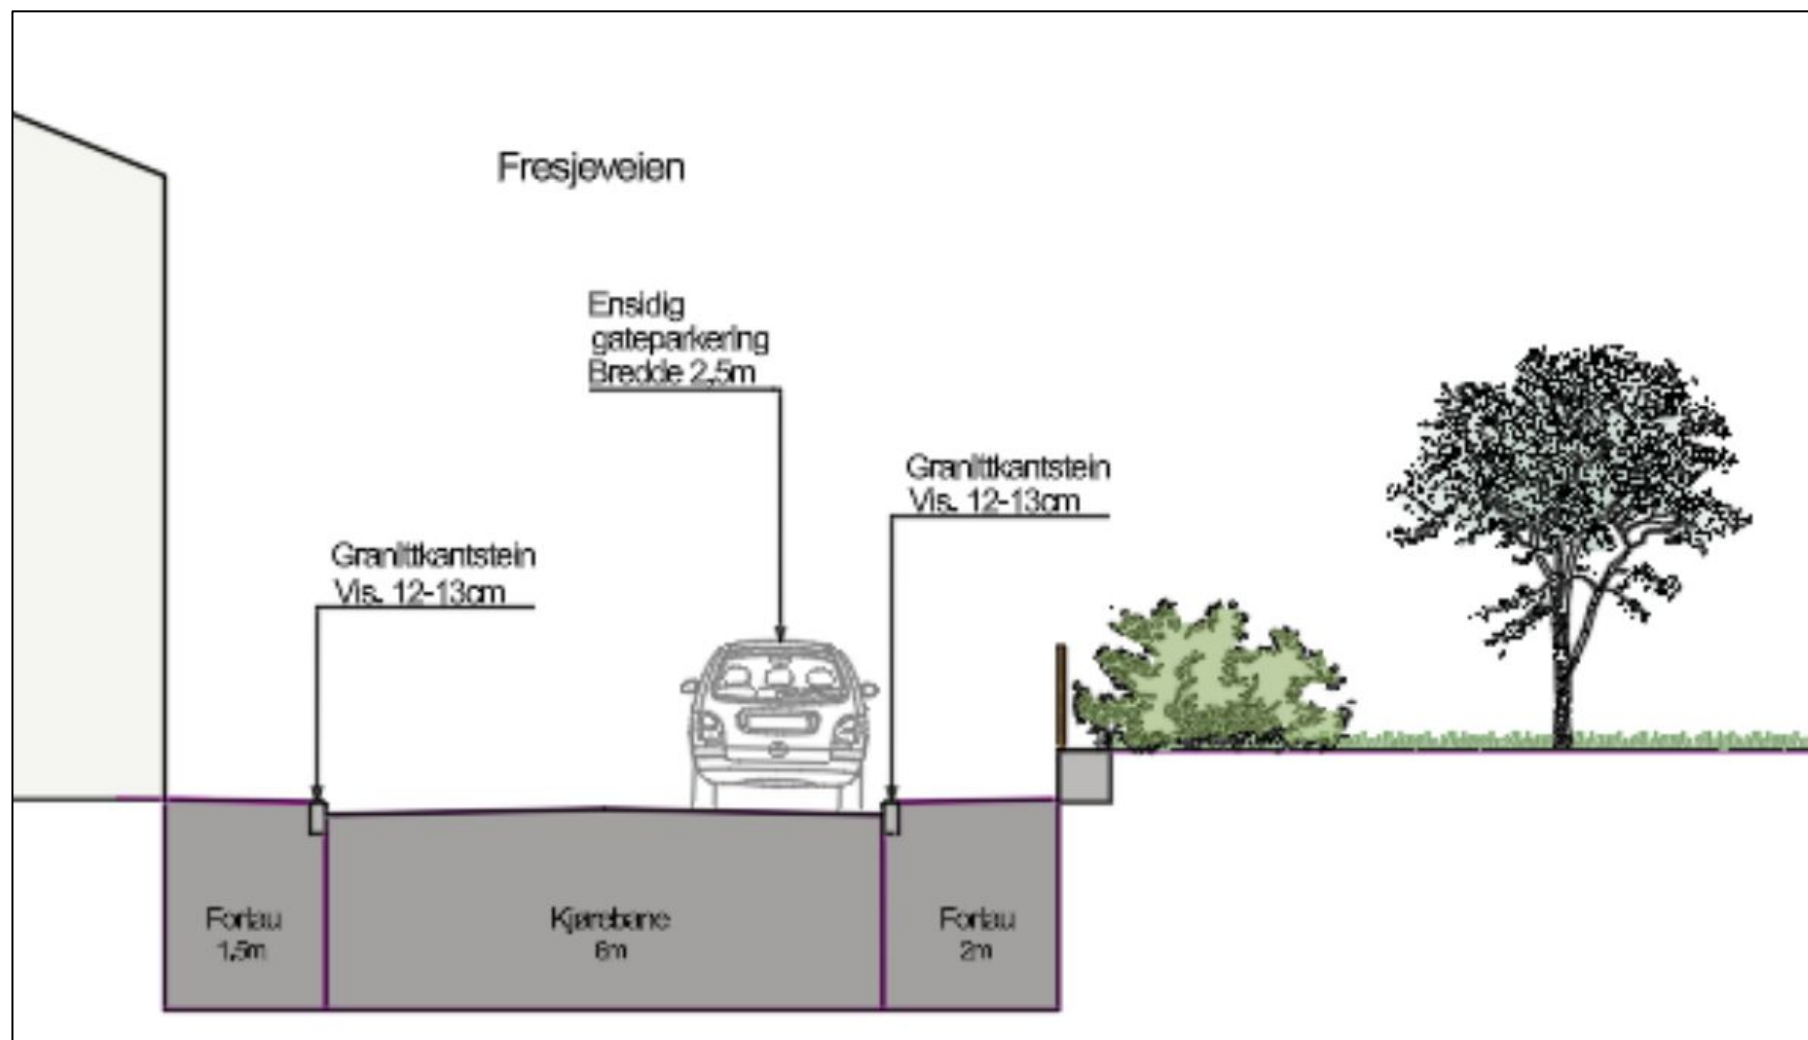 Fresjeveien
Ensidig
gateparkering
Bredde 2,5m
Granittkantstein
Vis. 12-13cm
Granittkantstein
Vis. 12-13cm
Fortau
1,5m
Kjørebane
6m
Fortau
2m